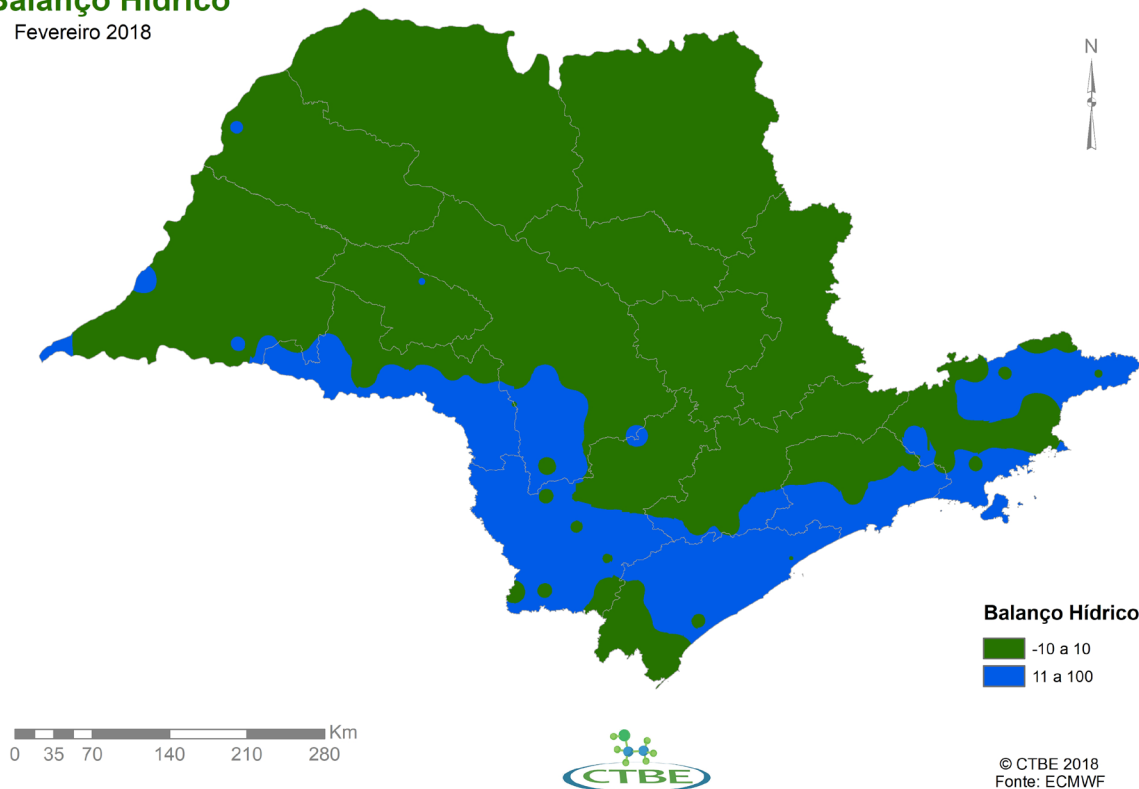 Balanço Hídrico
Fevereiro 2018
N
Balanço Hídrico
-10 a 10
11 a 100
Km
0 35 70 140 210 280
CTBE
© CTBE 2018
Fonte: ECMWF